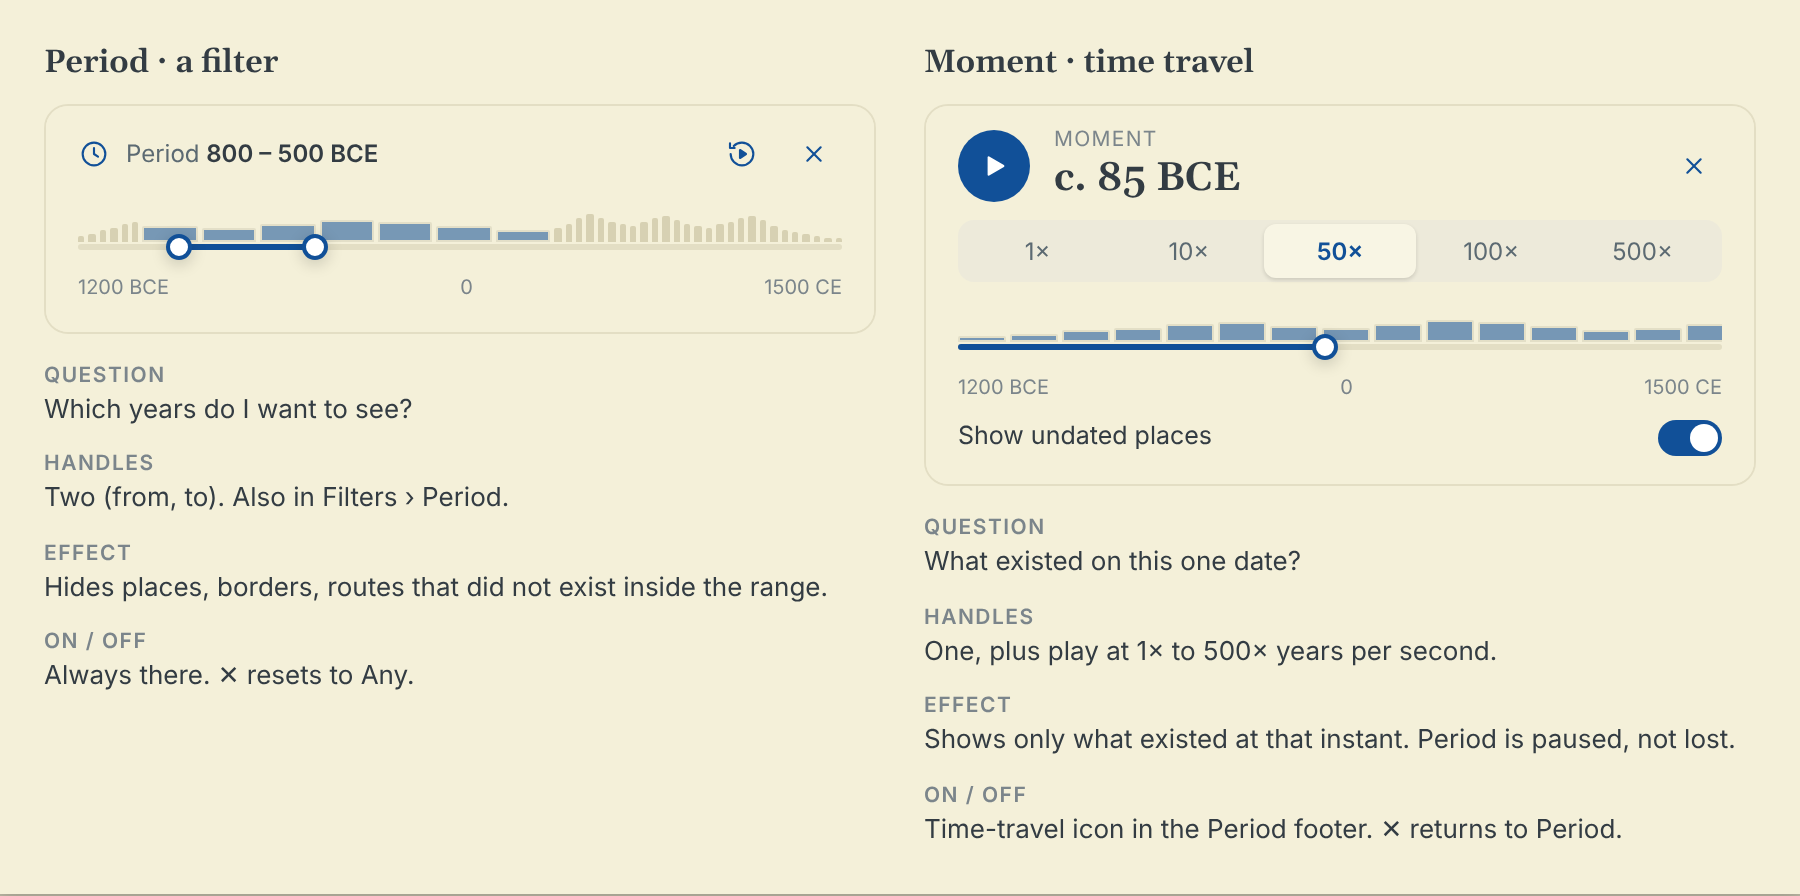 Period · a filter
Period 800 – 500 BCE
1200 BCE 0 1500 CE
QUESTION
Which years do I want to see?
HANDLES
Two (from, to). Also in Filters › Period.
EFFECT
Hides places, borders, routes that did not exist inside the range.
ON / OFF
Always there. ✕ resets to Any.
Moment · time travel
MOMENT
c. 85 BCE
1× 10× 50× 100× 500×
1200 BCE 0 1500 CE
Show undated places
QUESTION
What existed on this one date?
HANDLES
One, plus play at 1× to 500× years per second.
EFFECT
Shows only what existed at that instant. Period is paused, not lost.
ON / OFF
Time-travel icon in the Period footer. ✕ returns to Period.